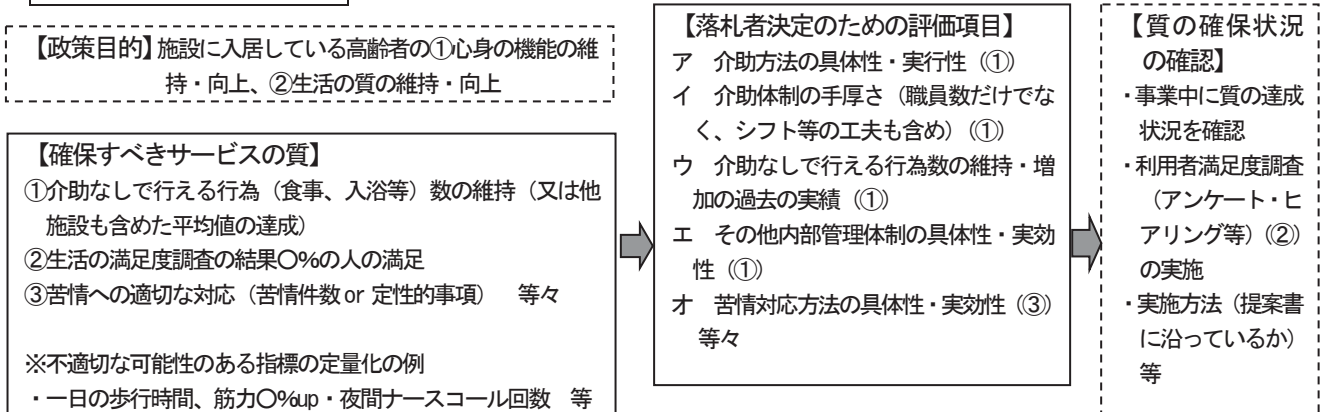 【政策目的】施設に入居している高齢者の①心身の機能の維
持・向上、②生活の質の維持・向上
【確保すべきサービスの質】
①介助なしで行える行為（食事、入浴等）数の維持（又は他
施設も含めた平均値の達成）
②生活の満足度調査の結果〇%の人の満足
③苦情への適切な対応（苦情件数 or 定性的事項）　等々
※不適切な可能性のある指標の定量化の例
・一日の歩行時間、筋力〇%up・夜間ナースコール回数　等
【落札者決定のための評価項目】
ア　介助方法の具体性・実行性（①）
イ　介助体制の手厚さ（職員数だけでな
く、シフト等の工夫も含め）（①）
ウ　介助なしで行える行為数の維持・増
加の過去の実績（①）
エ　その他内部管理体制の具体性・実効
性（①）
オ　苦情対応方法の具体性・実効性（③）
等々
【質の確保状況
の確認】
・事業中に質の達成
状況を確認
・利用者満足度調査
（アンケート・ヒ
アリング等）（②）
の実施
・実施方法（提案書
に沿っているか）
等